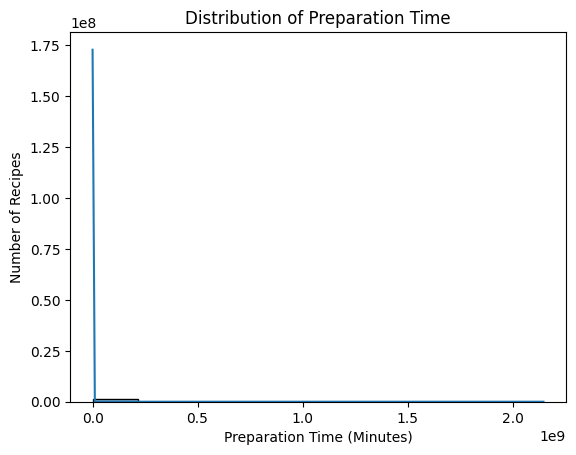 Distribution of Preparation Time
1e8
1.75
1.50
1.25
1.00
0.75
0.50
0.25
0.00
Number of Recipes
0.0 0.5 1.0 1.5 2.0
1e9
Preparation Time (Minutes)